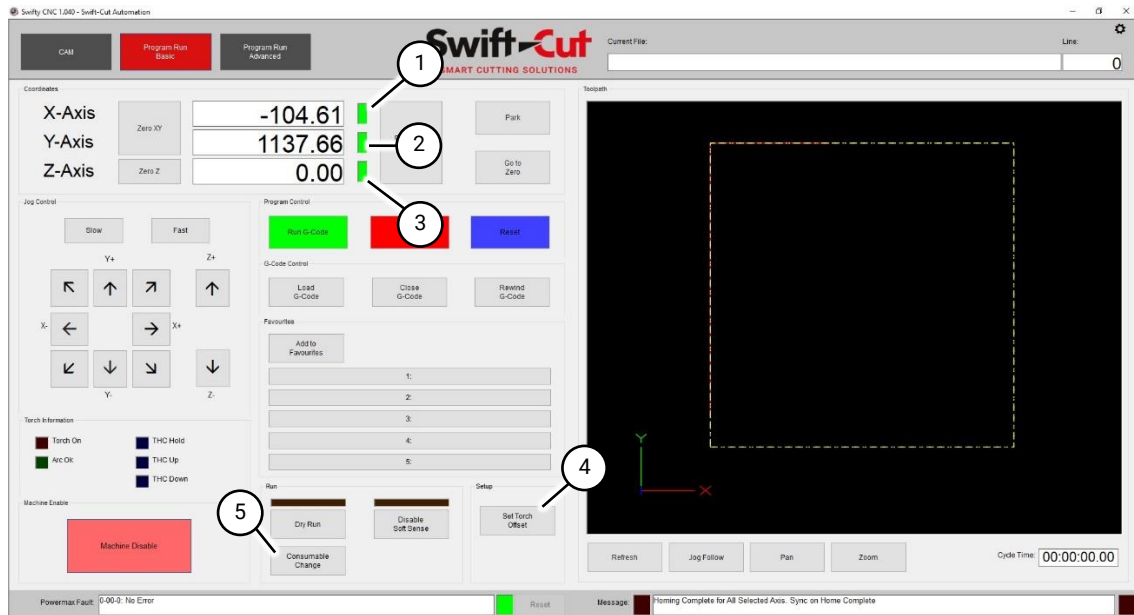 Swifty CNC 1.040 - Swift-Cut Automation
CAM
Program Run
Basic
Program Run
Advanced
Swift-Cut
SMART CUTTING SOLUTIONS
Current File:
Line:
0
Coordinates
X-Axis
Y-Axis
Z-Axis
Zero XY
Zero Z
-104.61
1137.66
0.00
Park
Go to
Zero
1
2
3
Jog Control
Slow
Fast
Y+
Z+
X-
X+
Y-
Z-
Program Control
Run G-Code
Reset
G-Code Control
Load
G-Code
Close
G-Code
Rewind
G-Code
Favourites
Add to
Favourites
1:
2:
3:
4:
5:
Torch Information
Torch On
Arc Ok
THC Hold
THC Up
THC Down
Machine Enable
Machine Disable
Run
Dry Run
Disable
Soft Sense
Consumable
Change
5
Setup
Set Torch
Offset
4
Toolpath
Y
X
Refresh
Jog Follow
Pan
Zoom
Cycle Time:
00:00:00.00
Powermax Fault:
0-00-0: No Error
Reset
Message:
Homing Complete for All Selected Axis. Sync on Home Complete